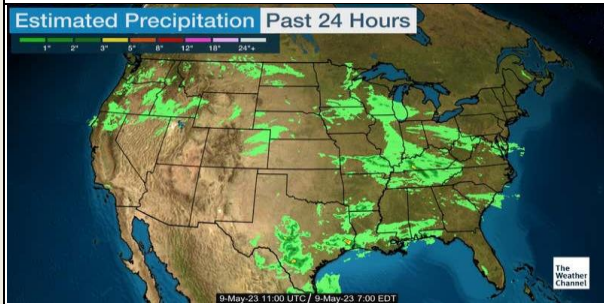 Estimated Precipitation Past 24 Hours
1" 2" 3" 5" 8" 12" 18" 24"+
The
Weather
Channel
9-May-23 11:00 UTC / 9-May-23 7:00 EDT